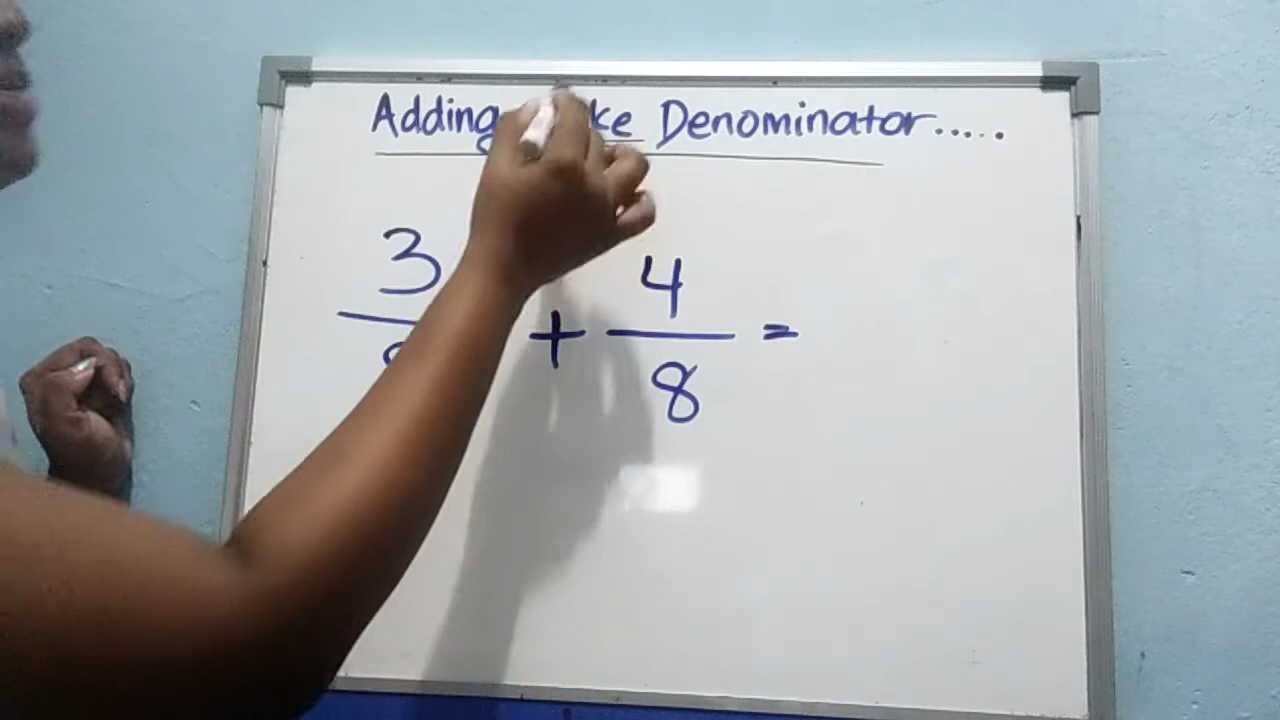 Adding ke Denominator.....
3
+ 4 =
8